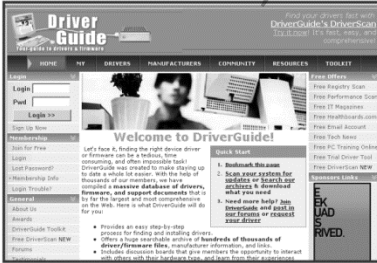 Driver
Guide
Your guide to drivers & firmware
Find your drivers fast with
DriverGuide's DriverScan
Try it now! It's fast, easy, and
comprehensive!
HOME
MY
DRIVERS
MANUFACTURERS
COMMUNITY
RESOURCES
TOOLKIT
Login
Login
Pwd
Login >>
Sign Up Now
Membership
Join for Free
Login
Lost Password?
Membership Info
Login Trouble?
General
About Us
Awards
DriverGuide Toolkit
Free DriverScan NEW
Forums
Testimonials
Welcome to DriverGuide!
Let's face it, finding the right device driver
or firmware can be a tedious, time
consuming, and often impossible task!
DriverGuide was created to make staying up
to date a whole lot easier. With the help of
thousands of our members, we have
compiled a massive database of drivers,
firmware, and support documents that is
by far the largest and most comprehensive
on the Web. Here is what DriverGuide will do
for you:
• Provides an easy step-by-step
process for finding and installing drivers.
• Offers a huge searchable archive of hundreds of thousands of
driver/firmware files, manufacturer information, and links.
• Includes discussion boards that give members the opportunity to interact
with others with their hardware type, and learn from their experiences
Quick Start
1. Bookmark this page
2. Scan your system for
updates or Search our
archives & download
what you need
3. Need more help? Join
DriverGuide and post in
our forums or request
your driver
Free Offers
Free Registry Scan
Free Performance Scan
Free IT Magazines
Free Healthboards.com
Free Email Account
Free Tech News
Free PC Training Online
Free Trial Driver Tool
Free DriverScan NEW
Sponsors Links
E
EK
UAD
S
RIVED.